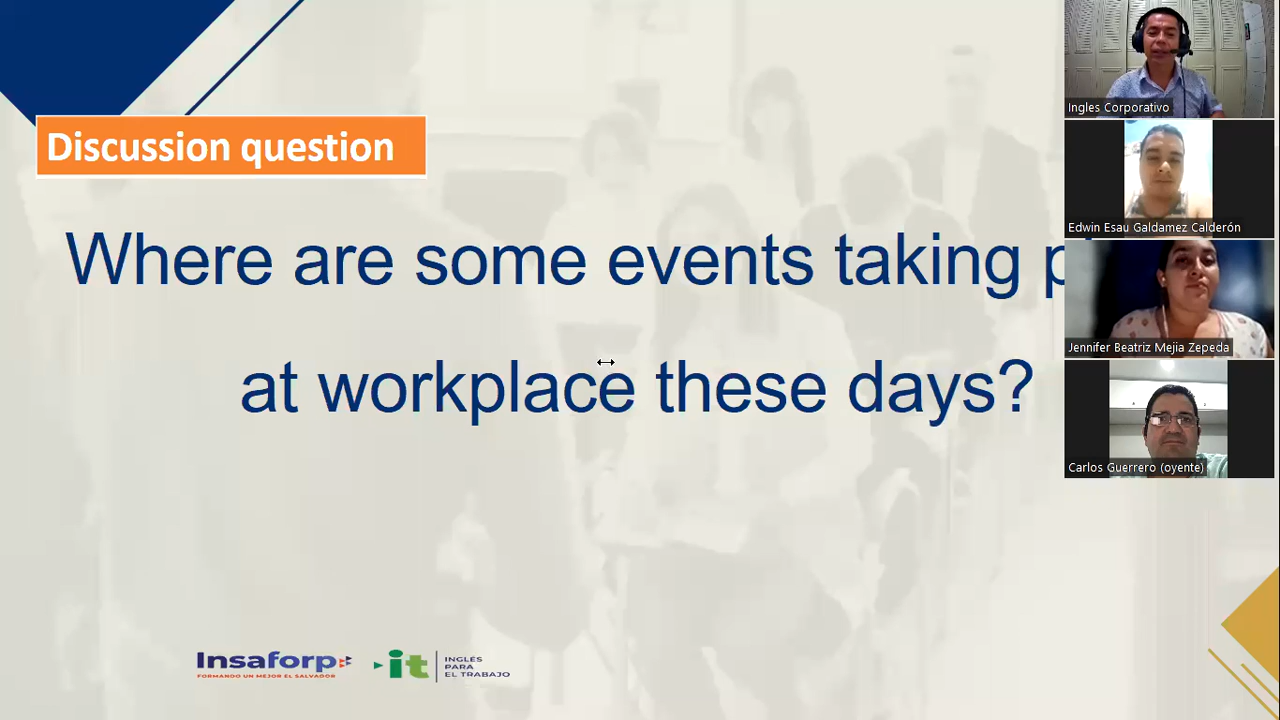 Discussion question
Where are some events taking
at workplace these days?
Insaforp
FORMANDO UN MEJOR EL SALVADOR
it
INGLÉS
PARA
EL TRABAJO
Ingles Corporativo
Edwin Esau Galdamez Calderón
Jennifer Beatriz Mejia Zepeda
Carlos Guerrero (oyente)